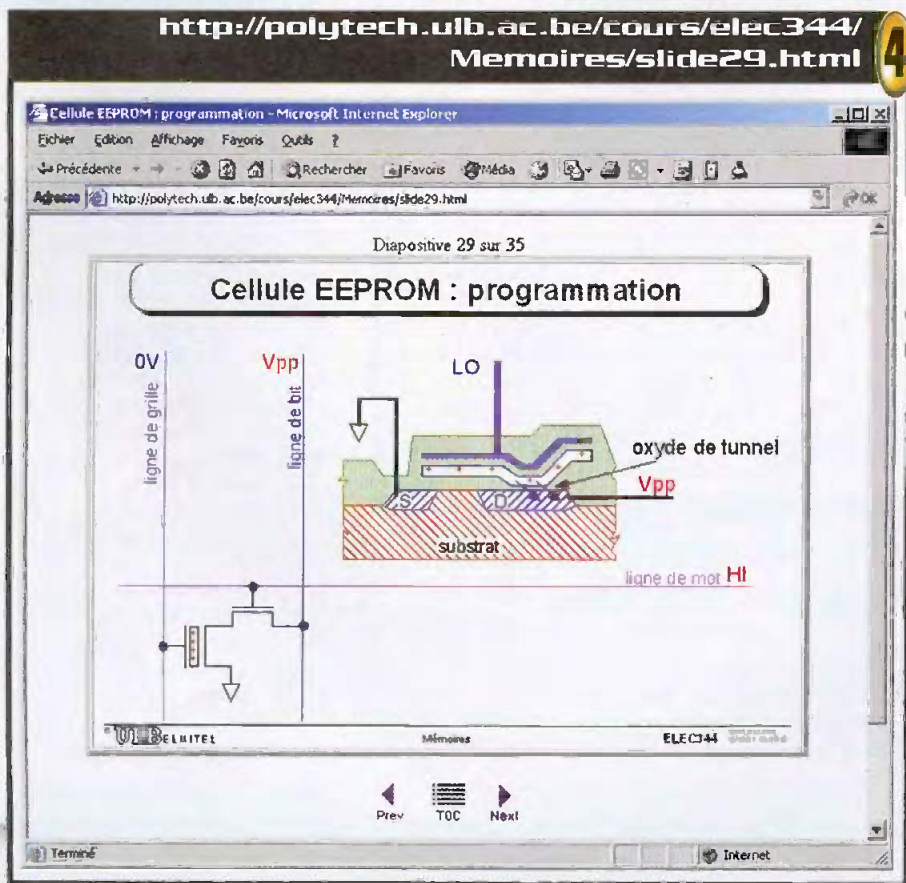 http://polytech.ulb.ac.be/cours/elec344/
Memoires/slide29.html
4
Cellule EEPROM : programmation - Microsoft Internet Explorer
Fichier Edition Affichage Favoris Outils ?
Précédente Rechercher Favoris Média
Adresse http://polytech.ulb.ac.be/cours/elec344/Memoires/slide29.html OK
Diapositive 29 sur 35
Cellule EEPROM : programmation
0V
Vpp
LO
ligne de grille
ligne de bit
oxyde de tunnel
Vpp
S
D
substrat
ligne de mot HI
ULB ELMITEL Mémoires ELEC344
Prev TOC Next
Terminé Internet